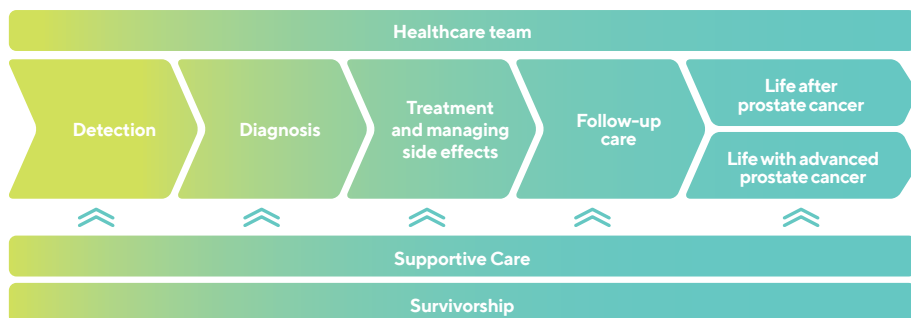 Healthcare team
Detection
Diagnosis
Treatment
and managing
side effects
Follow-up
care
Life after
prostate cancer
Life with advanced
prostate cancer
Supportive Care
Survivorship